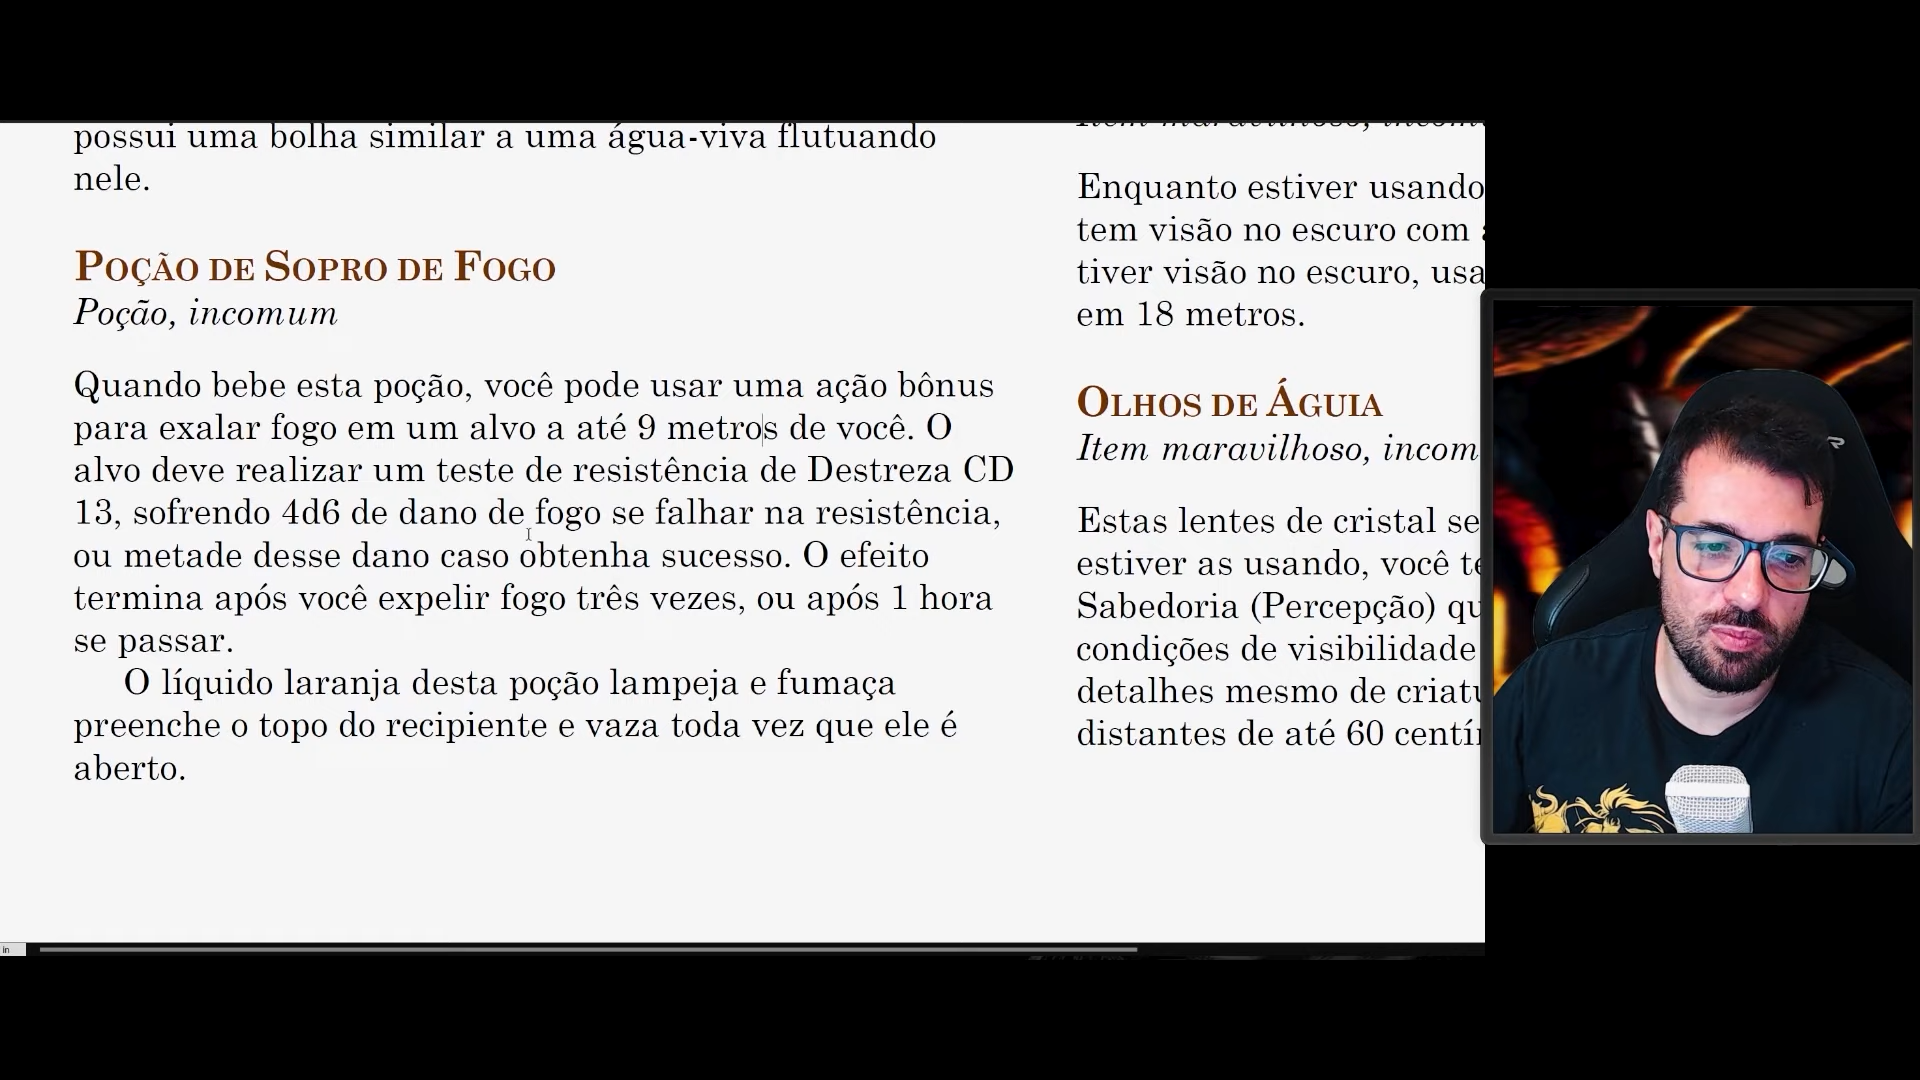 possui uma bolha similar a uma água-viva flutuando
nele.
POÇÃO DE SOPRO DE FOGO
Poção, incomum
Quando bebe esta poção, você pode usar uma ação bônus
para exalar fogo em um alvo a até 9 metros de você. O
alvo deve realizar um teste de resistência de Destreza CD
13, sofrendo 4d6 de dano de fogo se falhar na resistência,
ou metade desse dano caso obtenha sucesso. O efeito
termina após você expelir fogo três vezes, ou após 1 hora
se passar.
O líquido laranja desta poção lampeja e fumaça
preenche o topo do recipiente e vaza toda vez que ele é
aberto.
Enquanto estiver usando
tem visão no escuro com
tiver visão no escuro, usa
em 18 metros.
OLHOS DE ÁGUIA
Item maravilhoso, incom
Estas lentes de cristal se
estiver as usando, você te
Sabedoria (Percepção) qu
condições de visibilidade
detalhes mesmo de criatu
distantes de até 60 centí
in